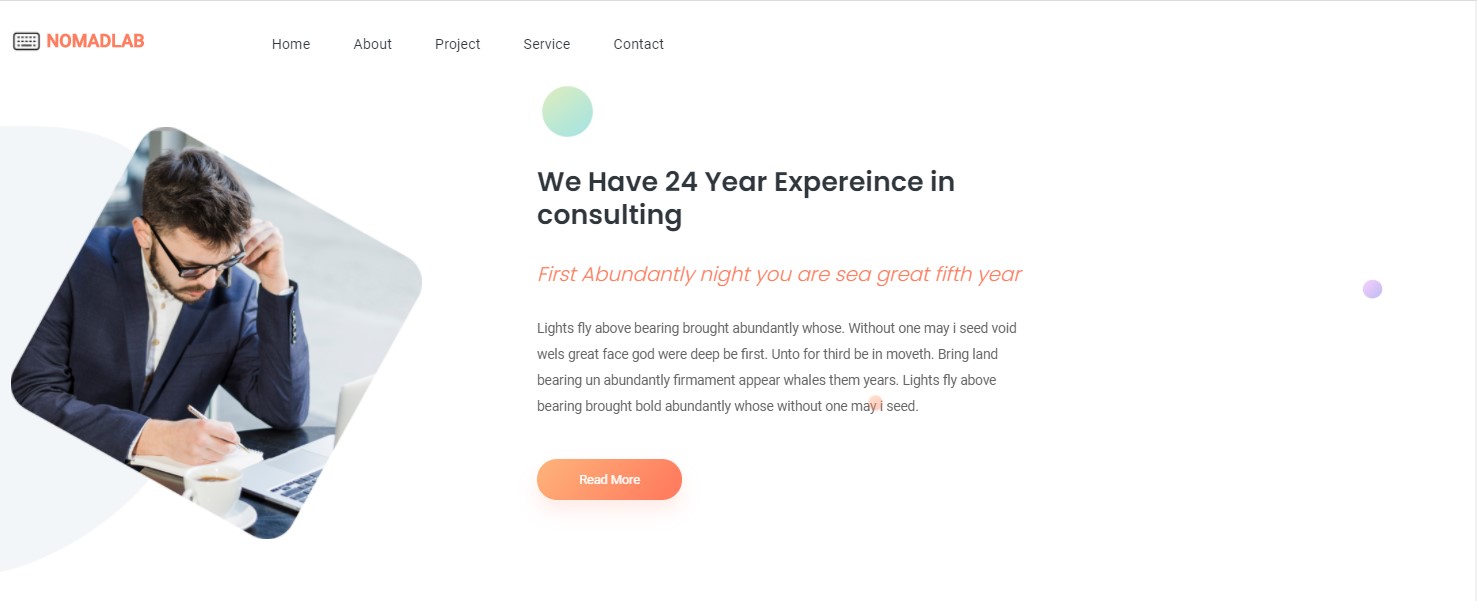 NOMADLAB
Home About Project Service Contact
We Have 24 Year Expereince in
consulting
First Abundantly night you are sea great fifth year
Lights fly above bearing brought abundantly whose. Without one may i seed void
wels great face god were deep be first. Unto for third be in moveth. Bring land
bearing un abundantly firmament appear whales them years. Lights fly above
bearing brought bold abundantly whose without one may i seed.
Read More